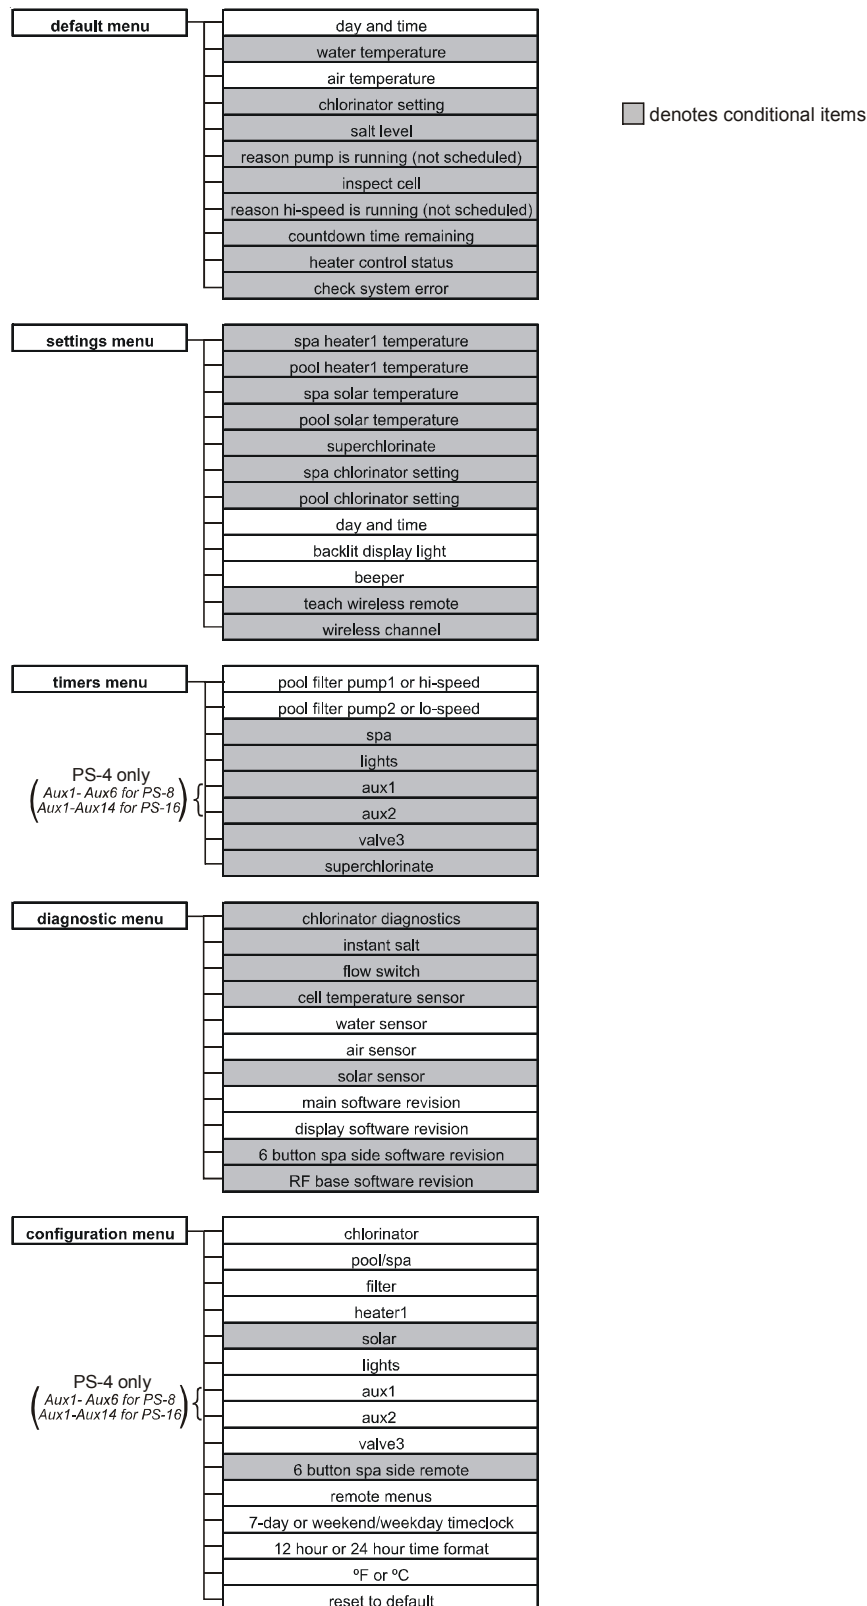 default menu
day and time
water temperature
air temperature
chlorinator setting
salt level
reason pump is running (not scheduled)
inspect cell
reason hi-speed is running (not scheduled)
countdown time remaining
heater control status
check system error
denotes conditional items
settings menu
spa heater1 temperature
pool heater1 temperature
spa solar temperature
pool solar temperature
superchlorinate
spa chlorinator setting
pool chlorinator setting
day and time
backlit display light
beeper
teach wireless remote
wireless channel
timers menu
pool filter pump1 or hi-speed
pool filter pump2 or lo-speed
spa
lights
PS-4 only
(Aux1- Aux6 for PS-8
Aux1-Aux14 for PS-16)
aux1
aux2
valve3
superchlorinate
diagnostic menu
chlorinator diagnostics
instant salt
flow switch
cell temperature sensor
water sensor
air sensor
solar sensor
main software revision
display software revision
6 button spa side software revision
RF base software revision
configuration menu
chlorinator
pool/spa
filter
heater1
solar
lights
PS-4 only
(Aux1- Aux6 for PS-8
Aux1-Aux14 for PS-16)
aux1
aux2
valve3
6 button spa side remote
remote menus
7-day or weekend/weekday timeclock
12 hour or 24 hour time format
ºF or ºC
reset to default